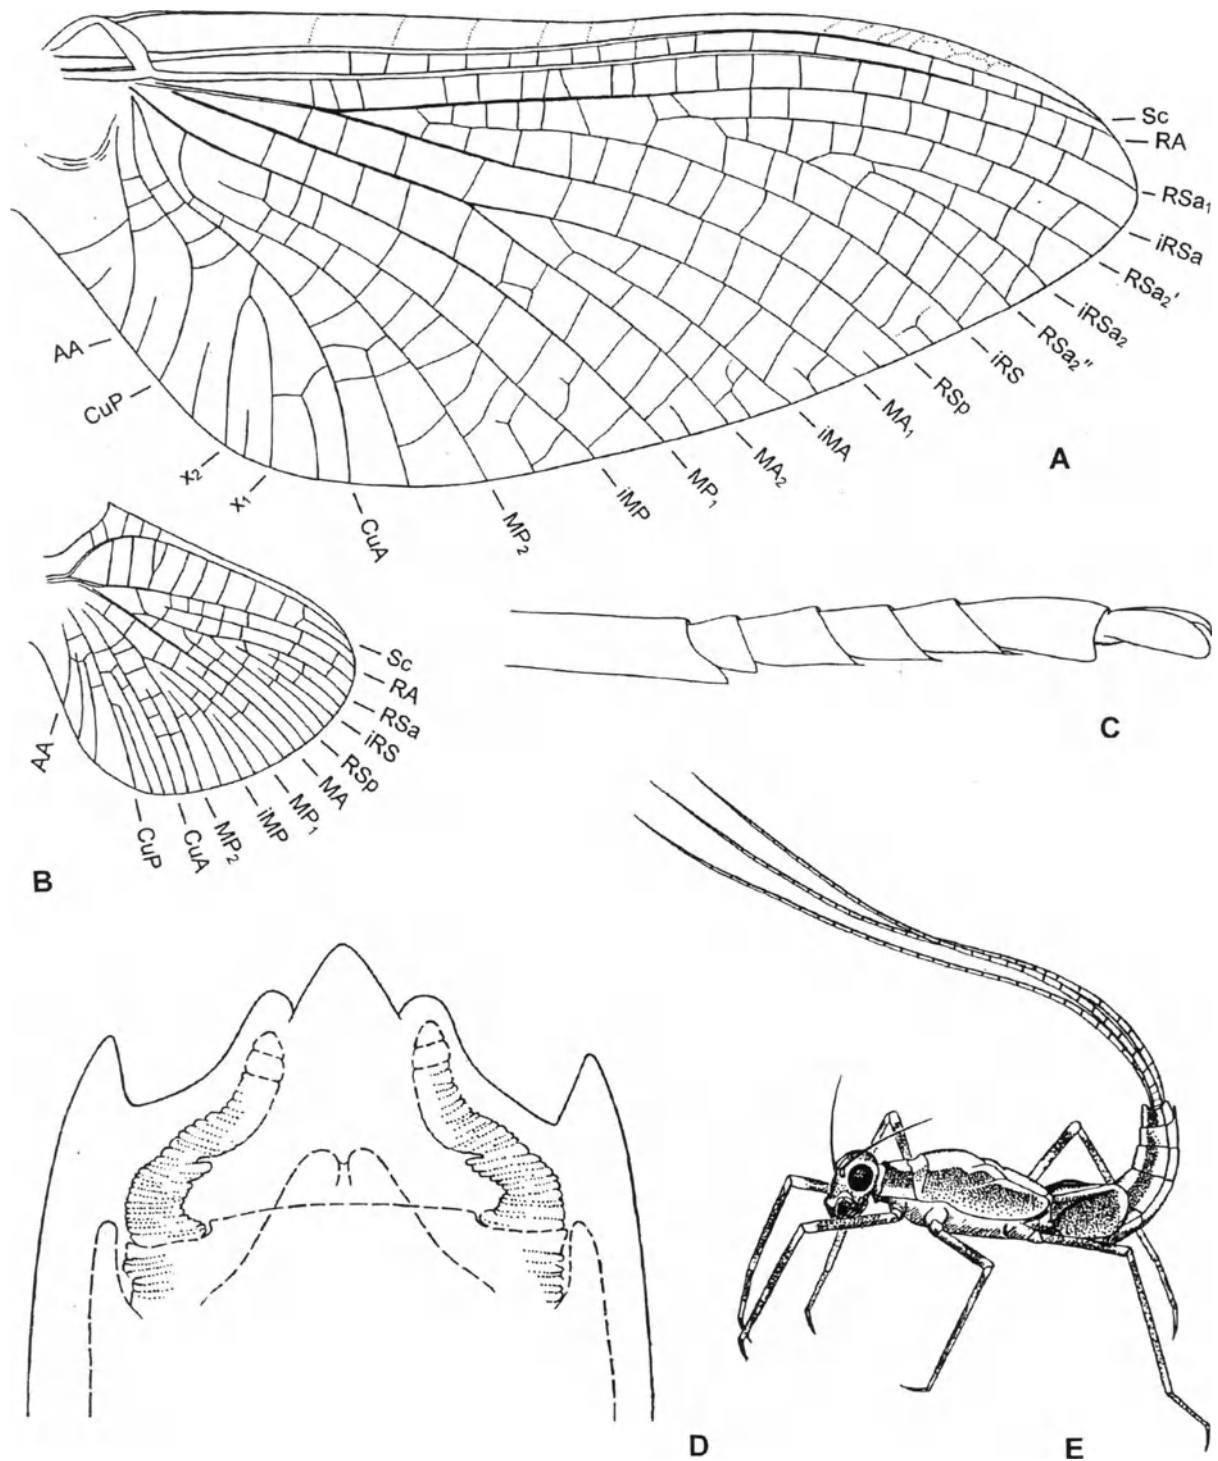 Sc
RA
RSa₁
iRSa
RSa₂'
iRSa₂
RSa₂''
iRS
RSp
MA₁
iMA
MA₂
MP₁
iMP
MP₂
CuA
x₁
x₂
CuP
AA
A
Sc
RA
RSa
iRS
RSp
MA
MP₁
iMP
MP₂
CuA
CuP
AA
B
C
D
E